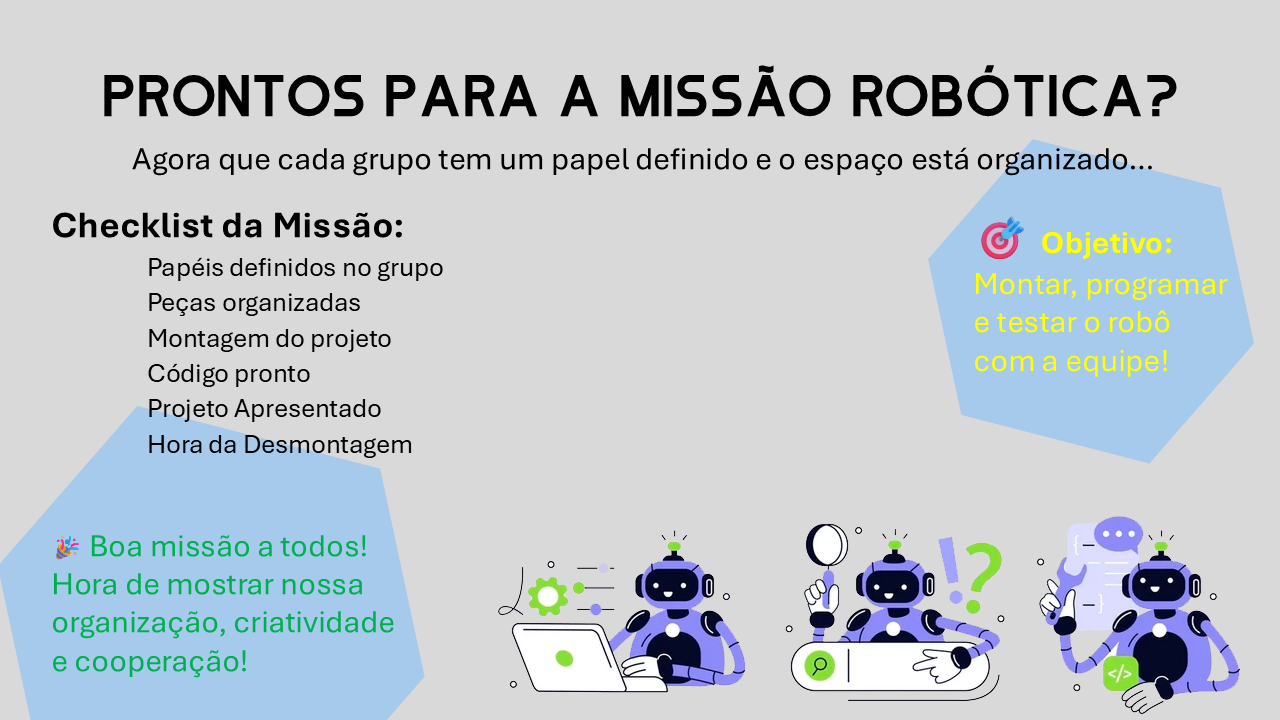 PRONTOS PARA A MISSÃO ROBÓTICA?
Agora que cada grupo tem um papel definido e o espaço está organizado...
Checklist da Missão:
Papéis definidos no grupo
Peças organizadas
Montagem do projeto
Código pronto
Projeto Apresentado
Hora da Desmontagem
🎯 Objetivo:
Montar, programar
e testar o robô
com a equipe!
🎉 Boa missão a todos!
Hora de mostrar nossa
organização, criatividade
e cooperação!
!?
{ –
–}
</>